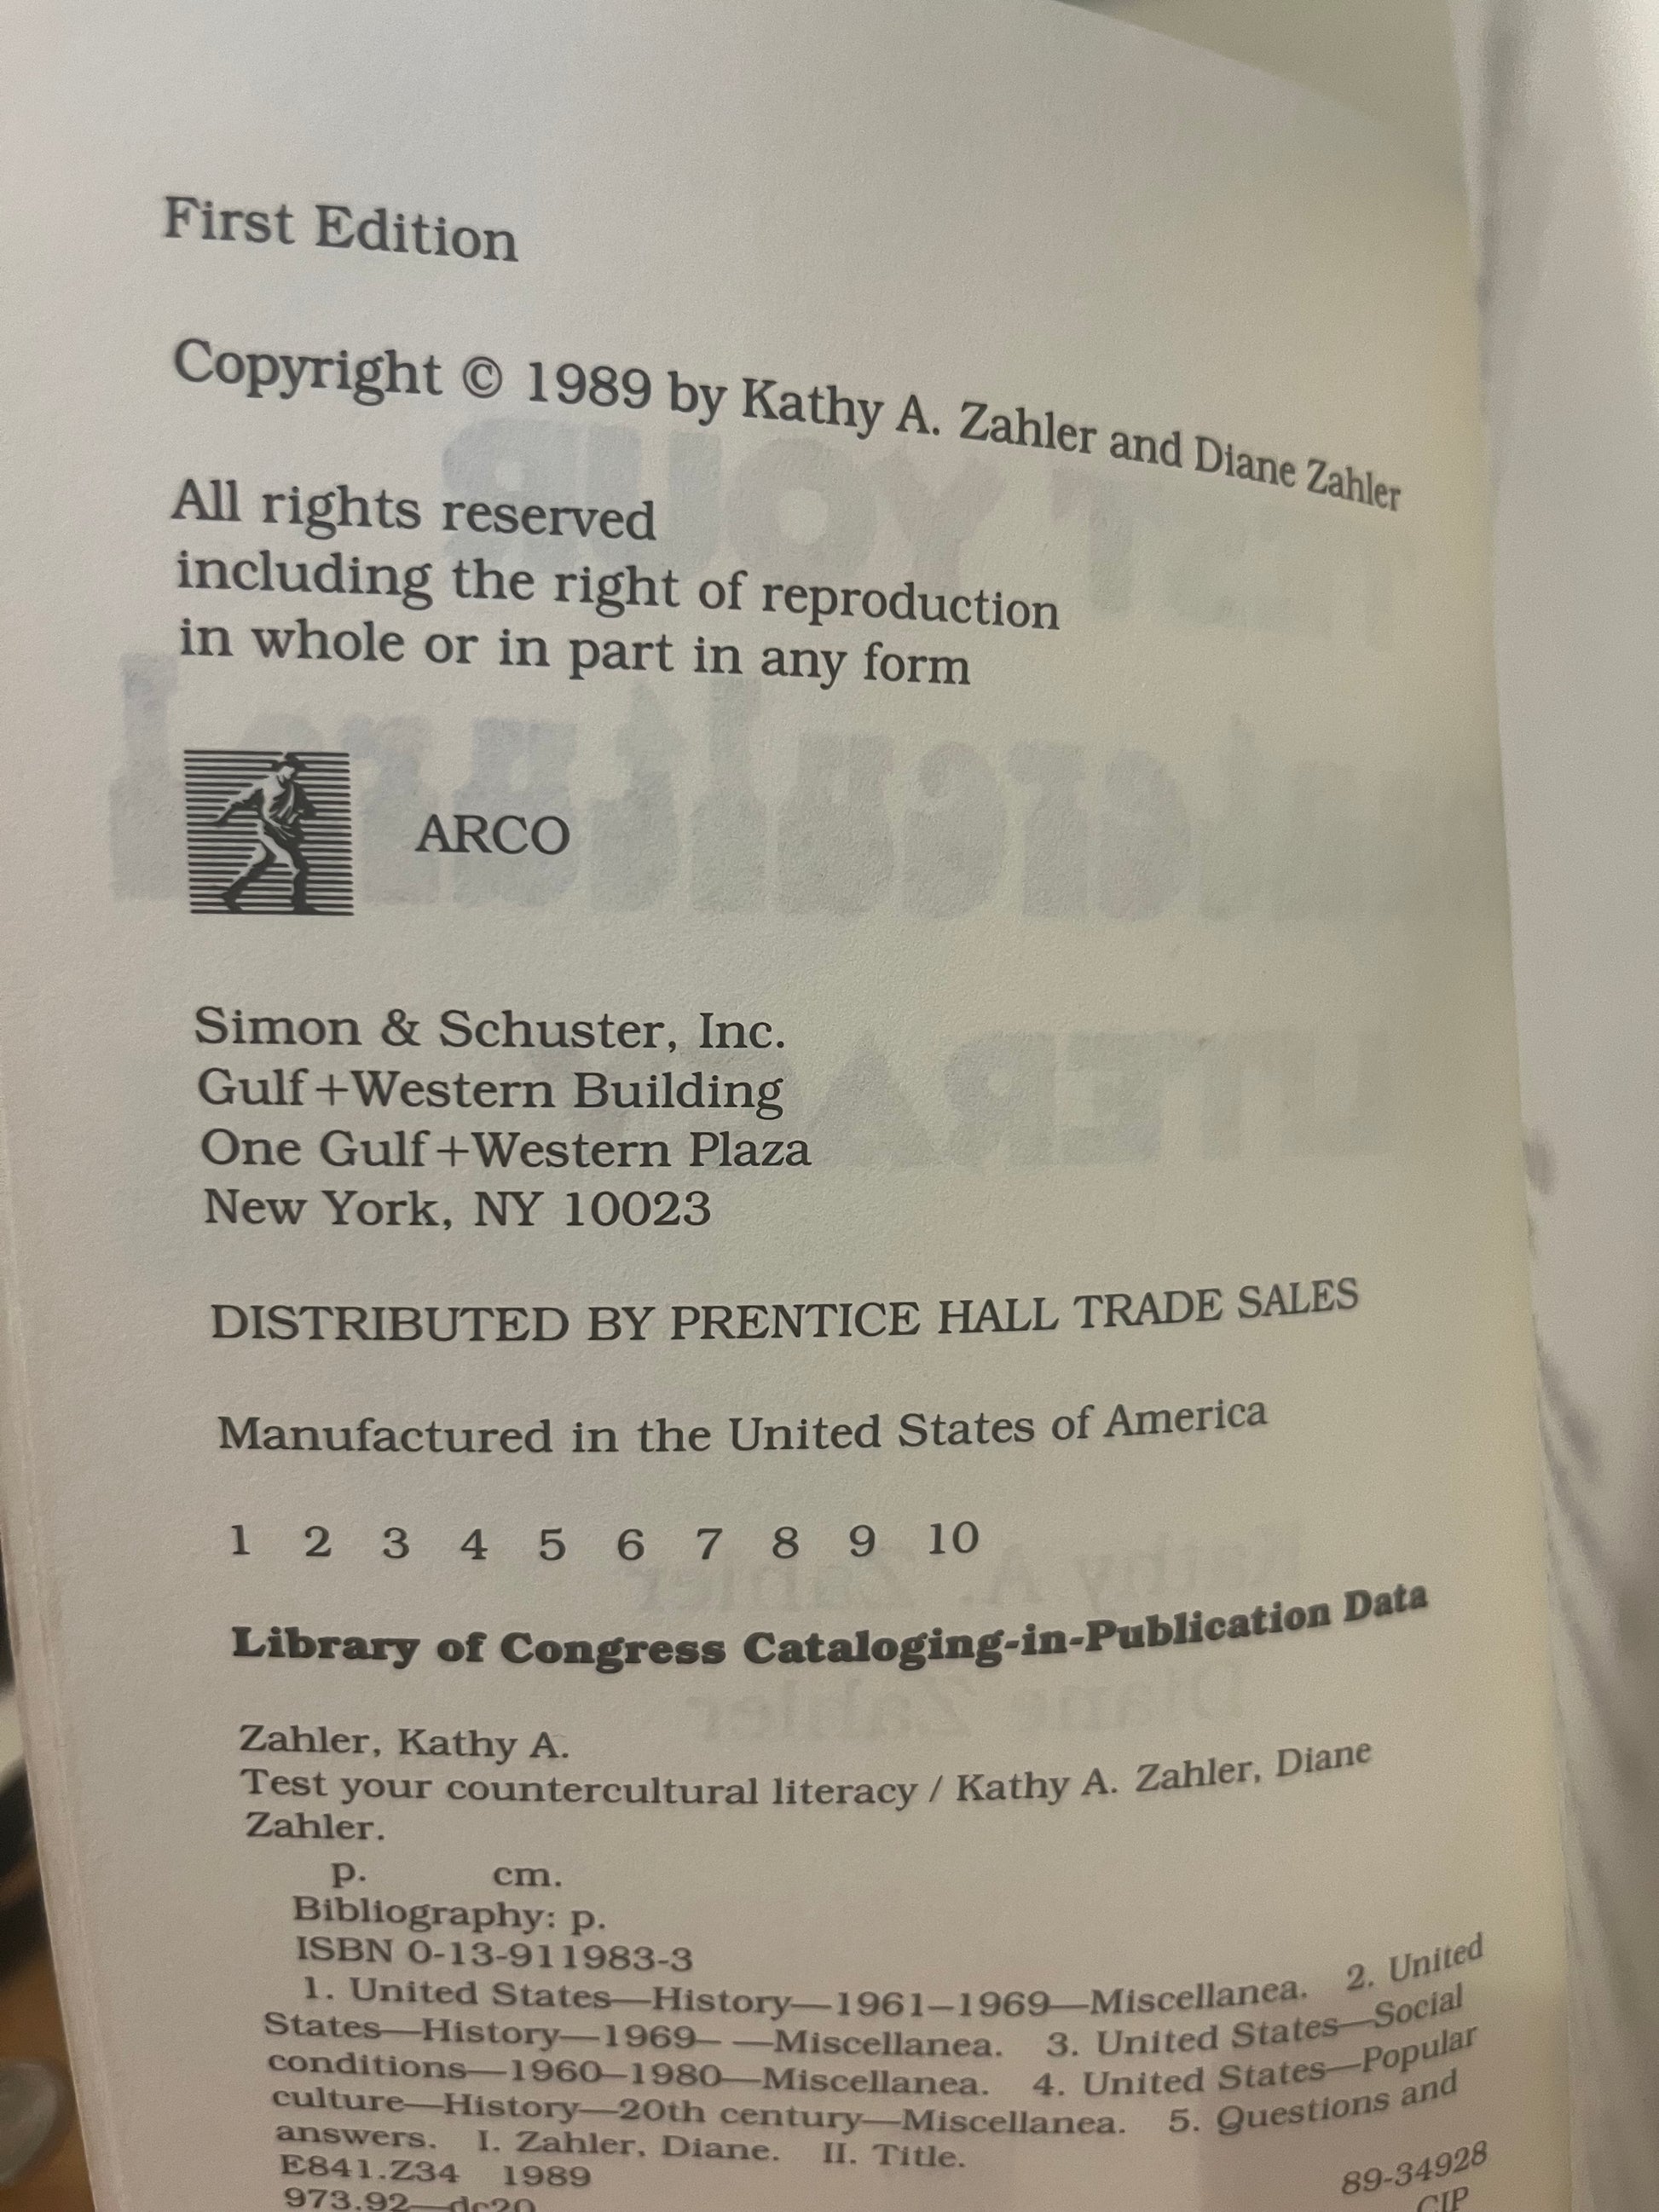 First Edition
Copyright © 1989 by Kathy A. Zahler and Diane Zahler
All rights reserved
including the right of reproduction
in whole or in part in any form
ARCO
Simon & Schuster, Inc.
Gulf+Western Building
One Gulf+Western Plaza
New York, NY 10023
DISTRIBUTED BY PRENTICE HALL TRADE SALES
Manufactured in the United States of America
1 2 3 4 5 6 7 8 9 10
Library of Congress Cataloging-in-Publication Data
Zahler, Kathy A.
Test your countercultural literacy / Kathy A. Zahler, Diane
Zahler.
p. cm.
Bibliography: p.
ISBN 0-13-911983-3
1. United States—History—1961–1969—Miscellanea. 2. United
States—History—1969– —Miscellanea. 3. United States—Social
conditions—1960–1980—Miscellanea. 4. United States—Popular
culture—History—20th century—Miscellanea. 5. Questions and
answers. I. Zahler, Diane. II. Title.
E841.Z34 1989
973.92—dc20 89-34928
CIP